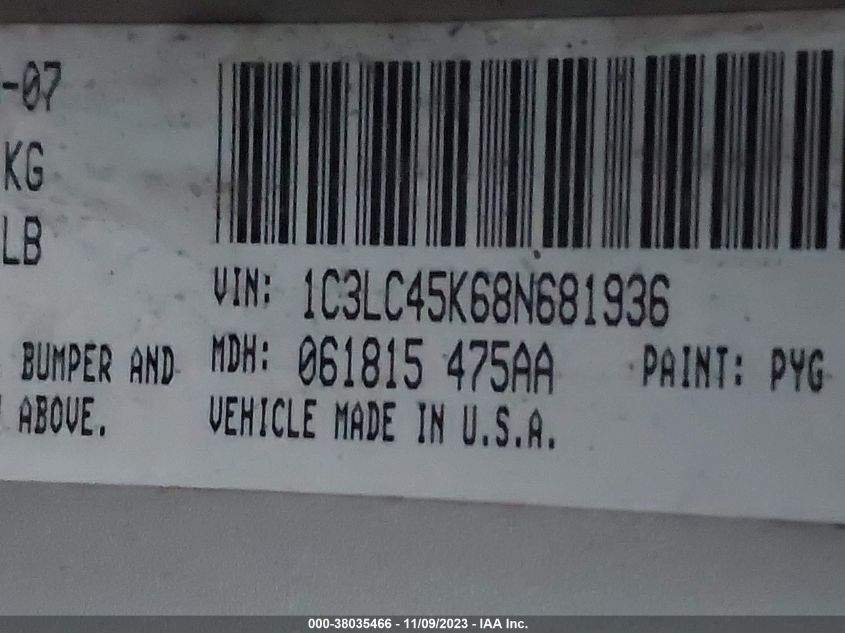 -07
KG
LB
VIN: 1C3LC45K68N681936
BUMPER AND MDH: 061815 475AA PAINT: PYG
ABOVE. VEHICLE MADE IN U.S.A.
000-38035466 - 11/09/2023 - IAA Inc.